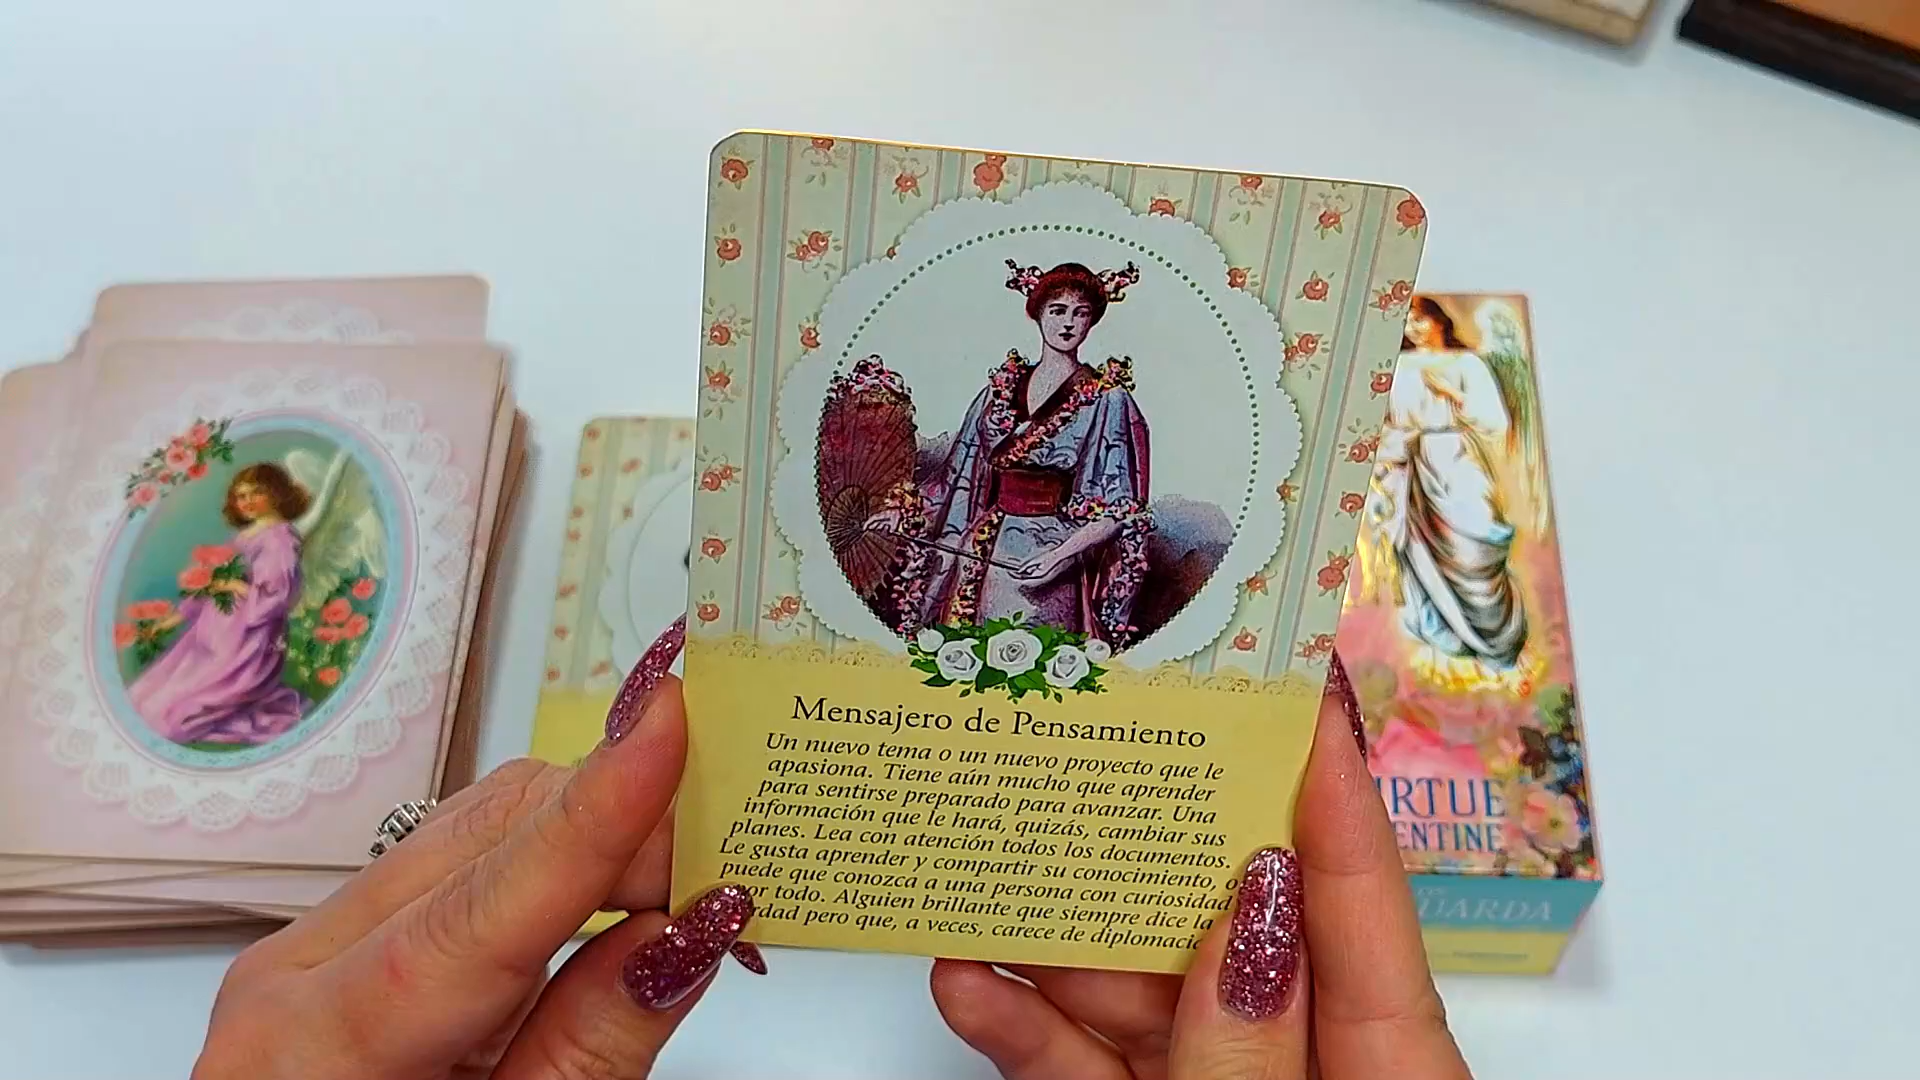 Mensajero de Pensamiento
Un nuevo tema o un nuevo proyecto que le
apasiona. Tiene aún mucho que aprender
para sentirse preparado para avanzar. Una
información que le hará, quizás, cambiar sus
planes. Lea con atención todos los documentos.
Le gusta aprender y compartir su conocimiento, o
puede que conozca a una persona con curiosidad
por todo. Alguien brillante que siempre dice la
rdad pero que, a veces, carece de diplomaci
IRTUE
ENTINE
UARDA